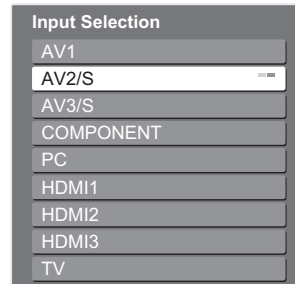 Input Selection
AV1
AV2/S
AV3/S
COMPONENT
PC
HDMI1
HDMI2
HDMI3
TV